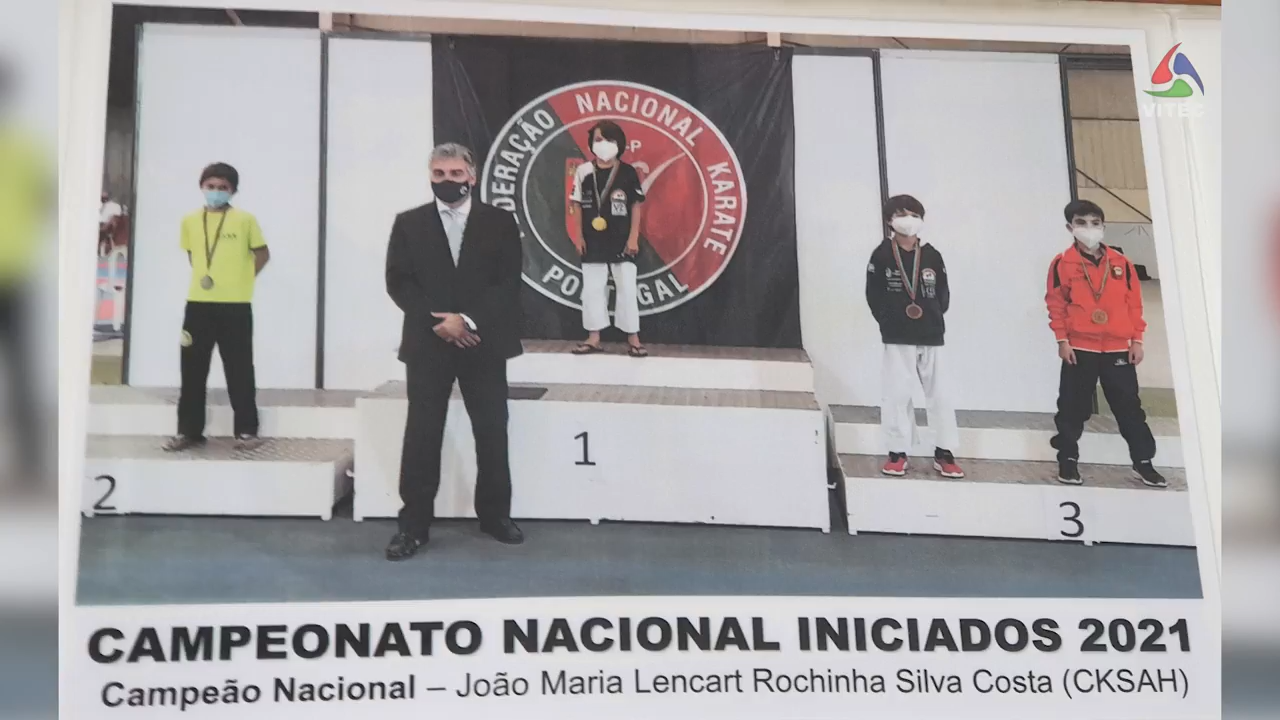 VITEC
FEDERAÇÃO NACIONAL KARATE
PORTUGAL
1
2
3
CAMPEONATO NACIONAL INICIADOS 2021
Campeão Nacional – João Maria Lencart Rochinha Silva Costa (CKSAH)